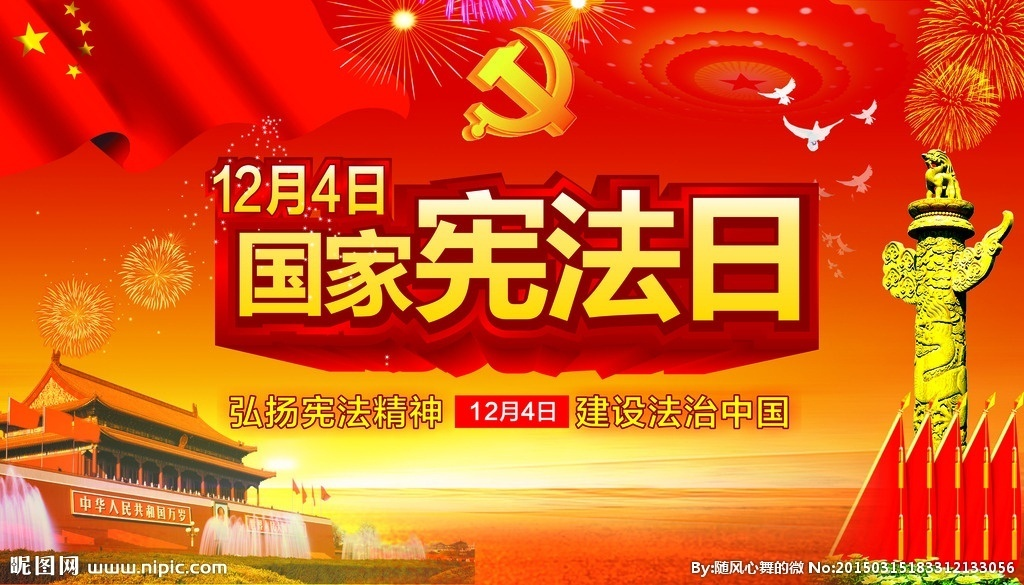 12月4日
国家宪法日
弘扬宪法精神 12月4日 建设法治中国
中华人民共和国万岁
昵图网 www.nipic.com
By:随风心舞的微 No:20150315183312133056